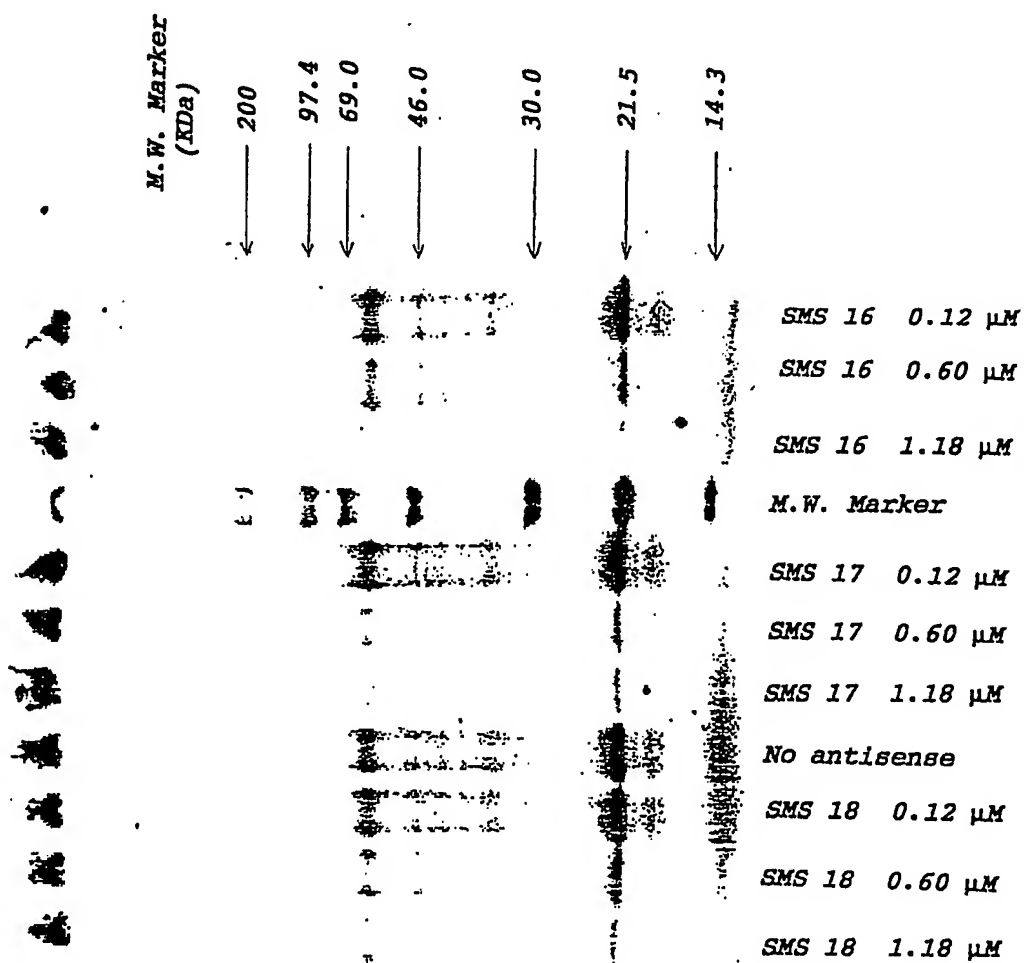 M.W. Marker
(KDa)
200
97.4
69.0
46.0
30.0
21.5
14.3
SMS 16 0.12 µM
SMS 16 0.60 µM
SMS 16 1.18 µM
M.W. Marker
SMS 17 0.12 µM
SMS 17 0.60 µM
SMS 17 1.18 µM
No antisense
SMS 18 0.12 µM
SMS 18 0.60 µM
SMS 18 1.18 µM